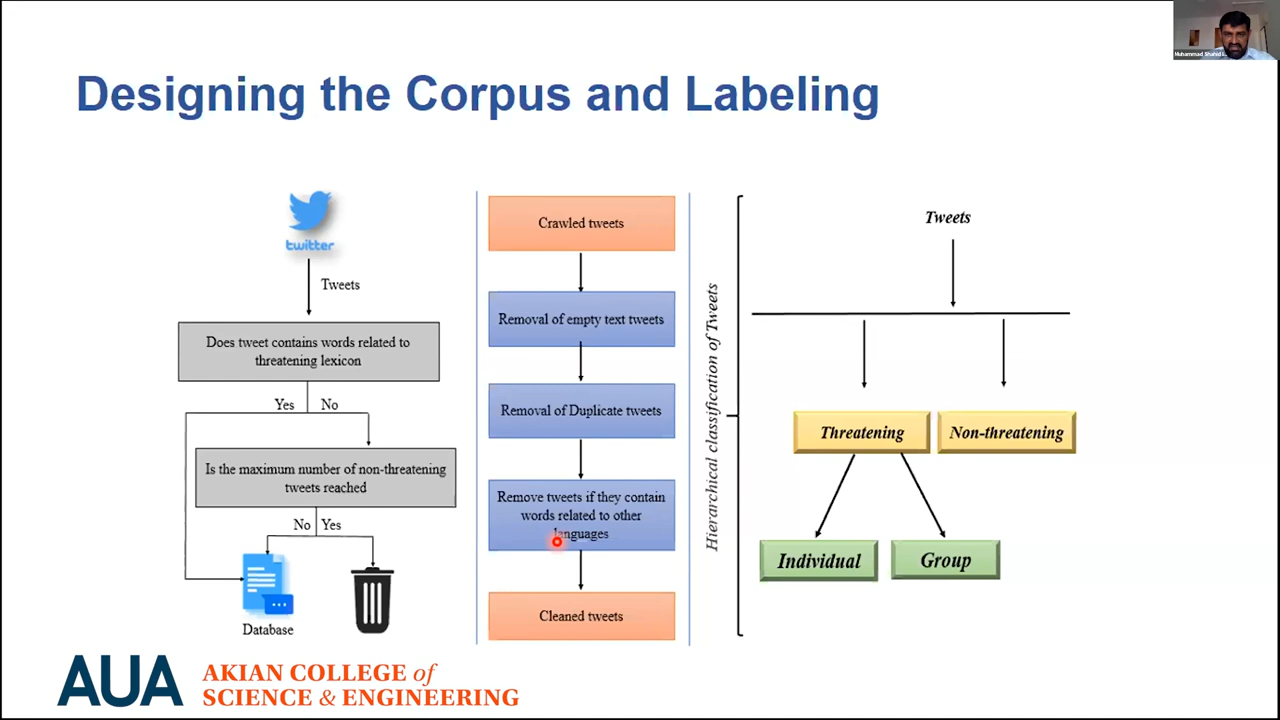 Muhammad Shahid
Designing the Corpus and Labeling
twitter
Tweets
Does tweet contains words related to
threatening lexicon
Yes
No
Is the maximum number of non-threatening
tweets reached
No
Yes
Database
Crawled tweets
Removal of empty text tweets
Removal of Duplicate tweets
Remove tweets if they contain
words related to other
languages
Cleaned tweets
Hierarchical classification of Tweets
Tweets
Threatening
Non-threatening
Individual
Group
AUA
AKIAN COLLEGE of
SCIENCE & ENGINEERING